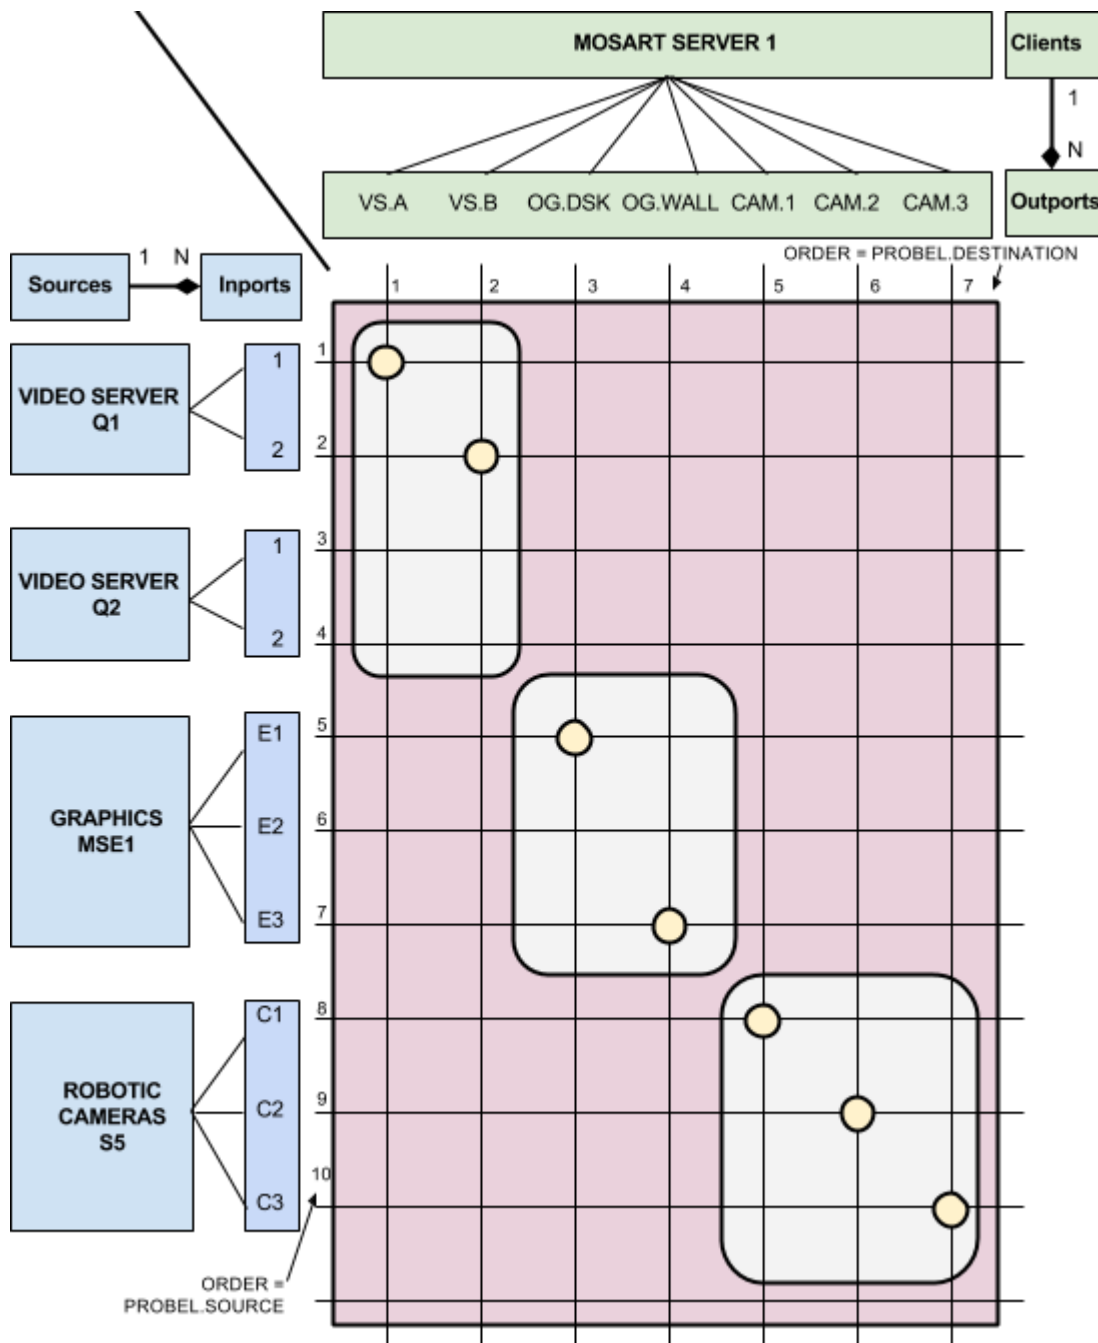 MOSART SERVER 1
Clients
1
N
VS.A VS.B OG.DSK OG.WALL CAM.1 CAM.2 CAM.3
Outports
ORDER = PROBEL.DESTINATION
Sources
1 N
Inports
1 2 3 4 5 6 7
VIDEO SERVER
Q1
1
2
1
2
VIDEO SERVER
Q2
1
2
3
4
GRAPHICS
MSE1
E1
E2
E3
5
6
7
ROBOTIC
CAMERAS
S5
C1
C2
C3
8
9
10
ORDER =
PROBEL.SOURCE